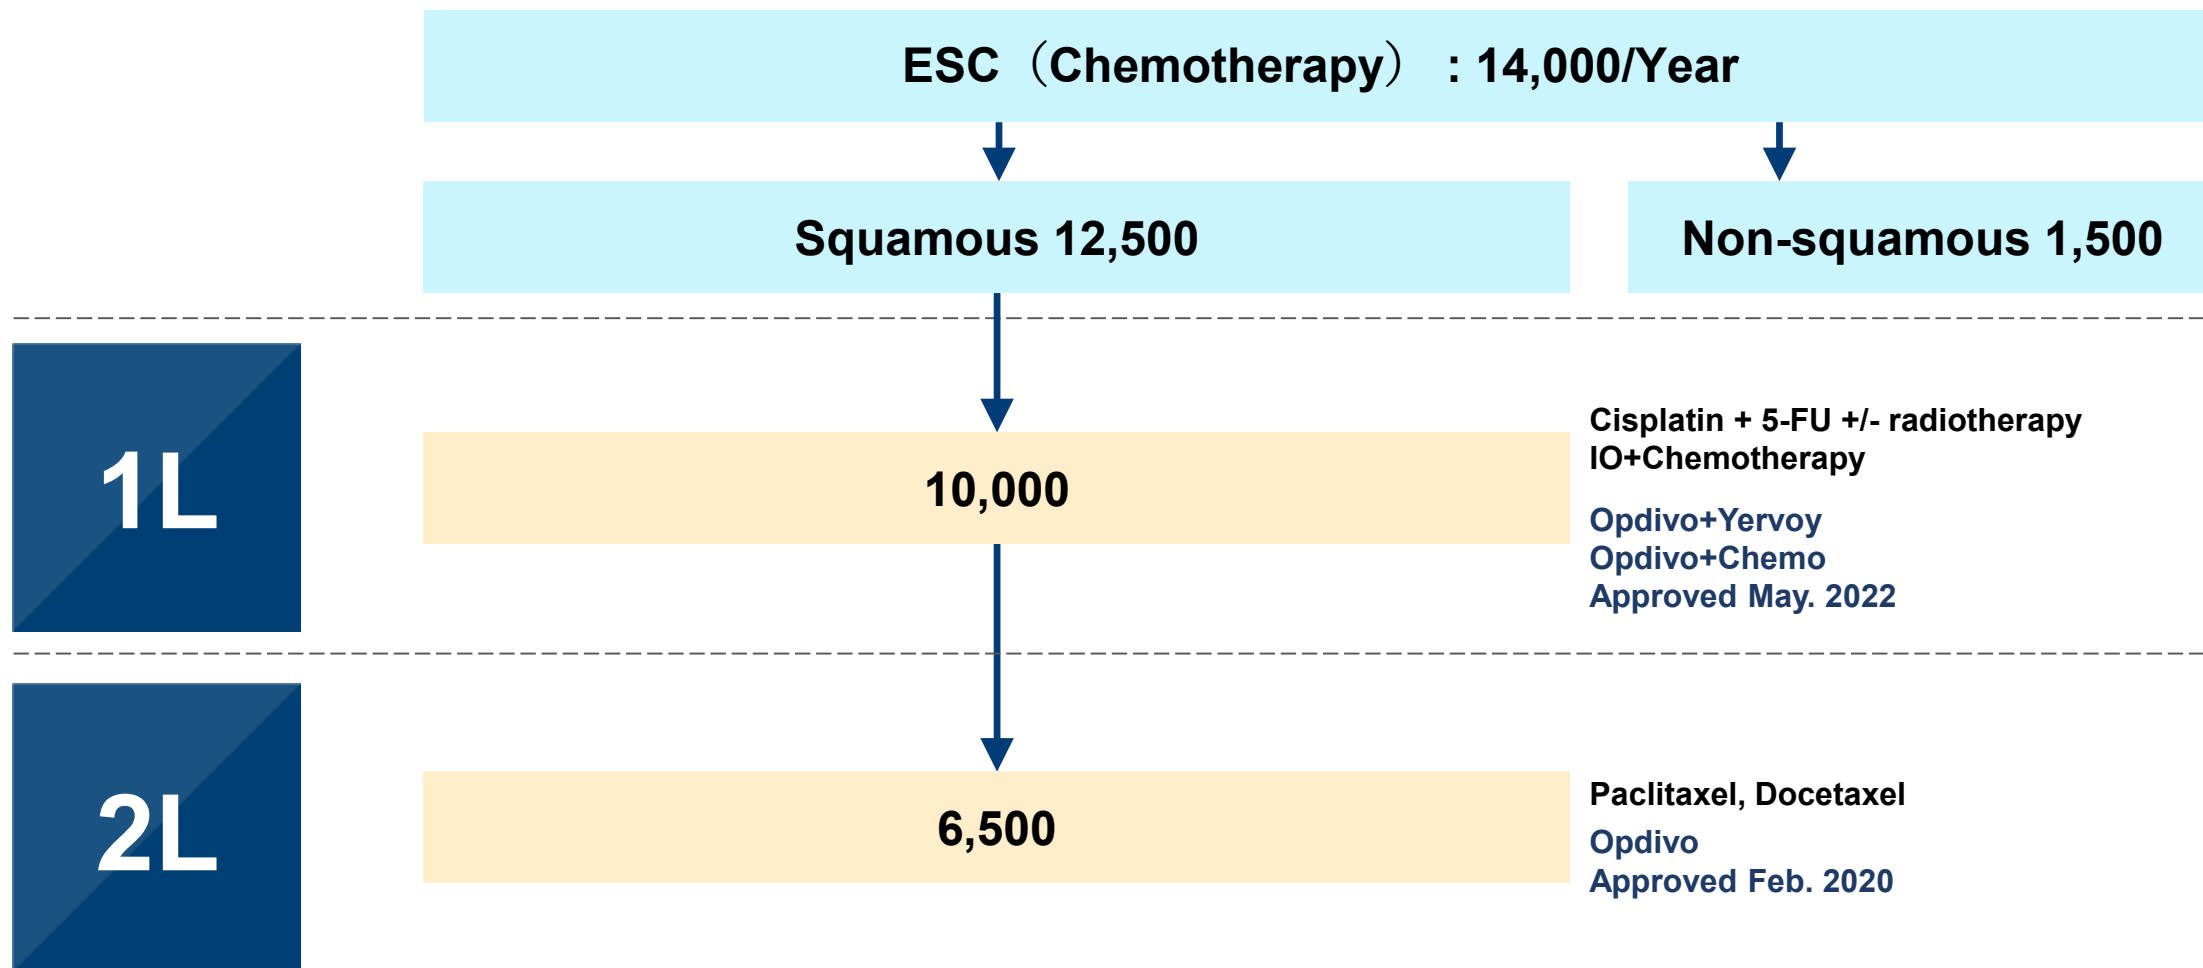 ESC（Chemotherapy） : 14,000/Year
Squamous 12,500
Non-squamous 1,500
1L
10,000
Cisplatin + 5-FU +/- radiotherapy
IO+Chemotherapy
Opdivo+Yervoy
Opdivo+Chemo
Approved May. 2022
2L
6,500
Paclitaxel, Docetaxel
Opdivo
Approved Feb. 2020